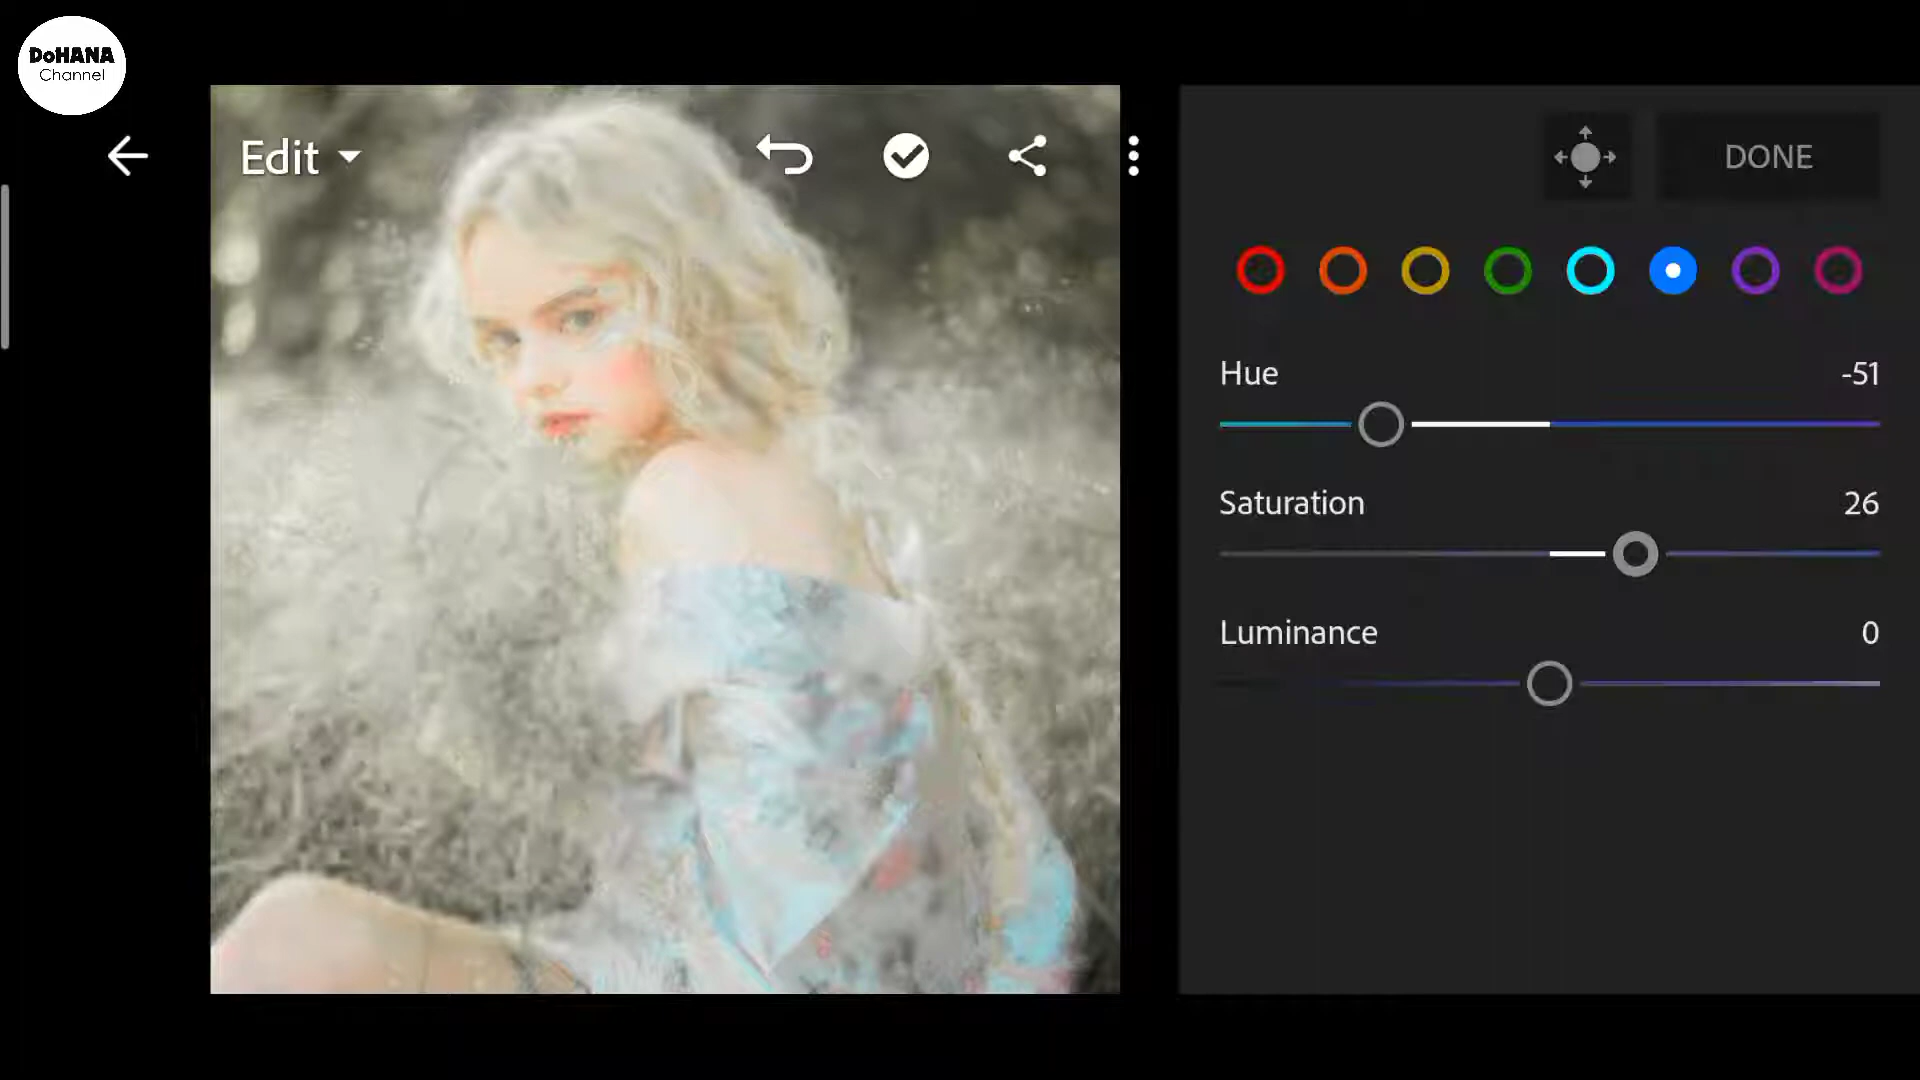 DoHANA
Channel
Edit
DONE
Hue -51
Saturation 26
Luminance 0